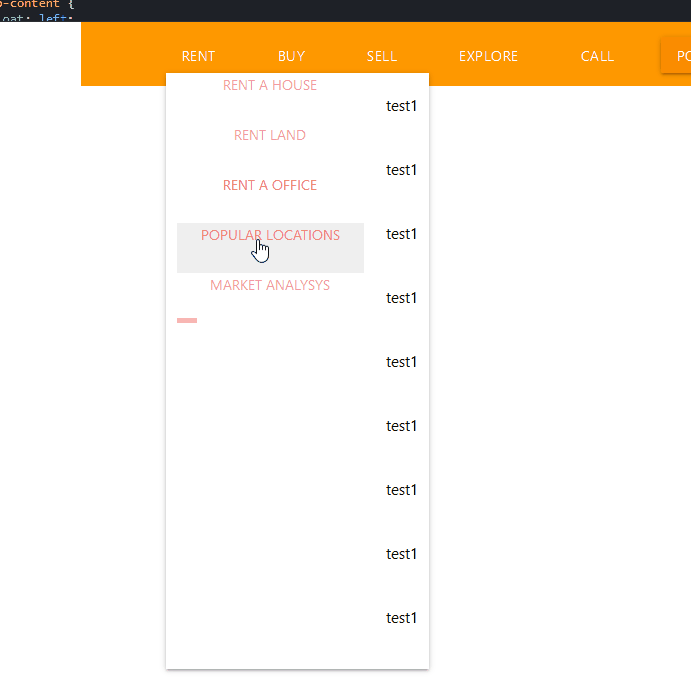 p-content {
oat: left;
RENT BUY SELL EXPLORE CALL PO
RENT A HOUSE
test1
RENT LAND
test1
RENT A OFFICE
POPULAR LOCATIONS
test1
MARKET ANALYSYS
test1
test1
test1
test1
test1
test1